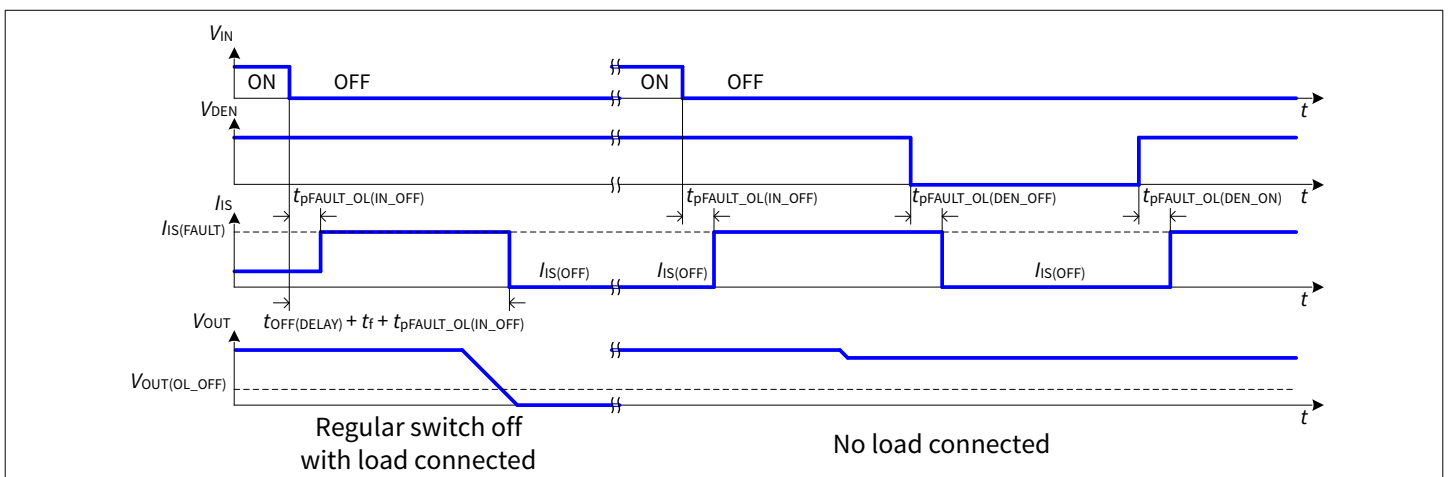 VIN
ON OFF ON OFF
t
VDEN
tpFAULT_OL(IN_OFF) tpFAULT_OL(IN_OFF) tpFAULT_OL(DEN_OFF) tpFAULT_OL(DEN_ON) t
IIS
IIS(FAULT)
IIS(OFF) IIS(OFF) IIS(OFF)
t
VOUT tOFF(DELAY) + tf + tpFAULT_OL(IN_OFF)
VOUT(OL_OFF)
t
Regular switch off
with load connected
No load connected